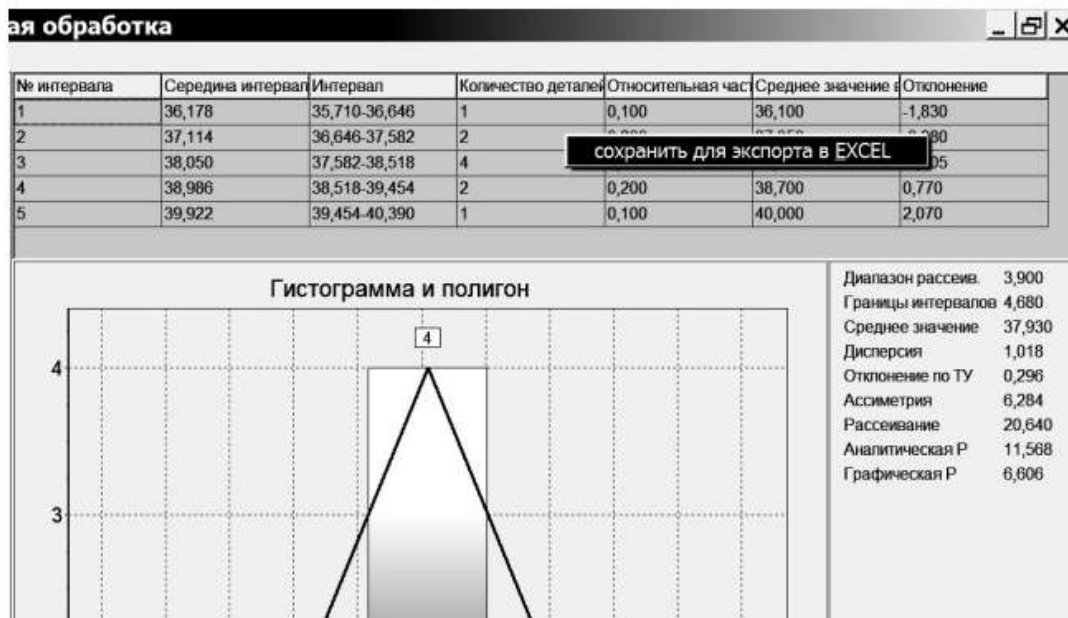 ая обработка
№ интервала Середина интервал Интервал Количество деталей Относительная част Среднее значение в Отклонение
1 36,178 35,710-36,646 1 0,100 36,100 -1,830
2 37,114 36,646-37,582 2
сохранить для экспорта в EXCEL
3 38,050 37,582-38,518 4
4 38,986 38,518-39,454 2 0,200 38,700 0,770
5 39,922 39,454-40,390 1 0,100 40,000 2,070
Гистограмма и полигон
4
4
3
Диапазон рассеив. 3,900
Границы интервалов 4,680
Среднее значение 37,930
Дисперсия 1,018
Отклонение по ТУ 0,296
Ассиметрия 6,284
Рассеивание 20,640
Аналитическая Р 11,568
Графическая Р 6,606